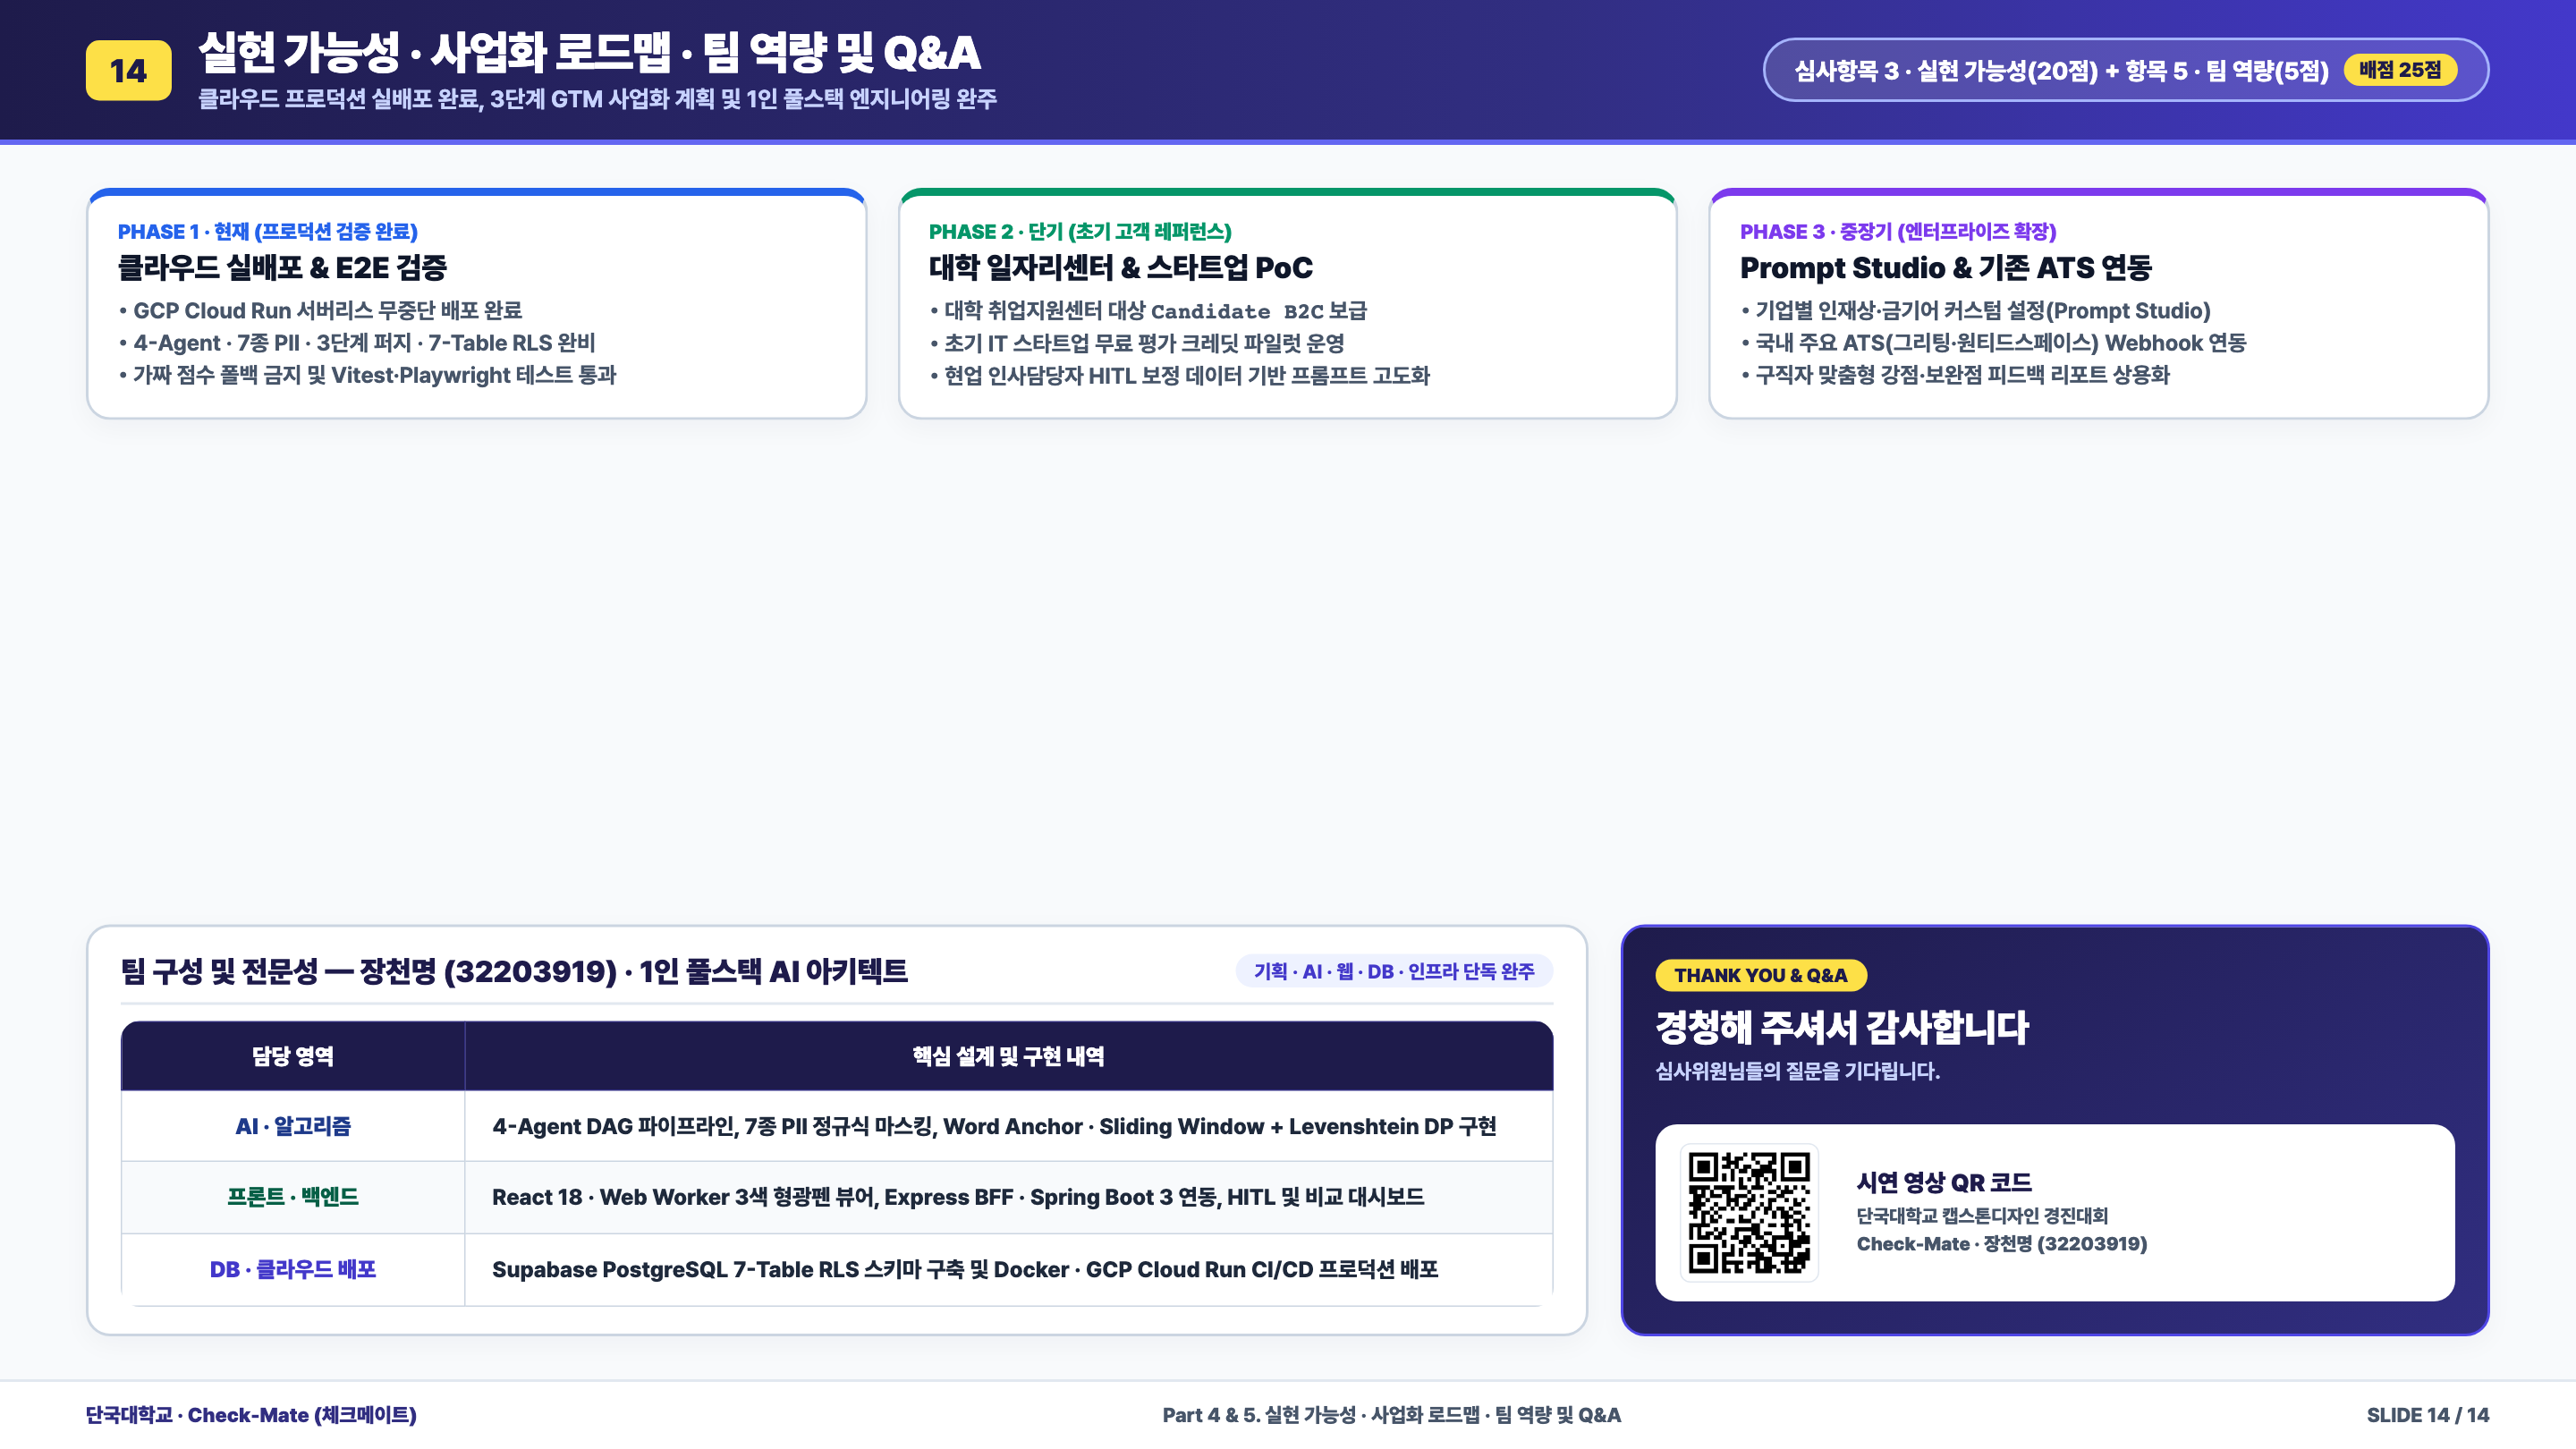 14
실현 가능성 · 사업화 로드맵 · 팀 역량 및 Q&A
클라우드 프로덕션 실배포 완료, 3단계 GTM 사업화 계획 및 1인 풀스택 엔지니어링 완주
심사항목 3 · 실현 가능성(20점) + 항목 5 · 팀 역량(5점) 배점 25점
PHASE 1 · 현재 (프로덕션 검증 완료)
클라우드 실배포 & E2E 검증
• GCP Cloud Run 서버리스 무중단 배포 완료
• 4-Agent · 7종 PII · 3단계 퍼지 · 7-Table RLS 완비
• 가짜 점수 폴백 금지 및 Vitest·Playwright 테스트 통과
PHASE 2 · 단기 (초기 고객 레퍼런스)
대학 일자리센터 & 스타트업 PoC
• 대학 취업지원센터 대상 Candidate B2C 보급
• 초기 IT 스타트업 무료 평가 크레딧 파일럿 운영
• 현업 인사담당자 HITL 보정 데이터 기반 프롬프트 고도화
PHASE 3 · 중장기 (엔터프라이즈 확장)
Prompt Studio & 기존 ATS 연동
• 기업별 인재상·금기어 커스텀 설정(Prompt Studio)
• 국내 주요 ATS(그리팅·원티드스페이스) Webhook 연동
• 구직자 맞춤형 강점·보완점 피드백 리포트 상용화
팀 구성 및 전문성 — 장천명 (32203919) · 1인 풀스택 AI 아키텍트
기획 · AI · 웹 · DB · 인프라 단독 완주
담당 영역
핵심 설계 및 구현 내역
AI · 알고리즘
4-Agent DAG 파이프라인, 7종 PII 정규식 마스킹, Word Anchor · Sliding Window + Levenshtein DP 구현
프론트 · 백엔드
React 18 · Web Worker 3색 형광펜 뷰어, Express BFF · Spring Boot 3 연동, HITL 및 비교 대시보드
DB · 클라우드 배포
Supabase PostgreSQL 7-Table RLS 스키마 구축 및 Docker · GCP Cloud Run CI/CD 프로덕션 배포
THANK YOU & Q&A
경청해 주셔서 감사합니다
심사위원님들의 질문을 기다립니다.
시연 영상 QR 코드
단국대학교 캡스톤디자인 경진대회
Check-Mate · 장천명 (32203919)
단국대학교 · Check-Mate (체크메이트)
Part 4 & 5. 실현 가능성 · 사업화 로드맵 · 팀 역량 및 Q&A
SLIDE 14 / 14